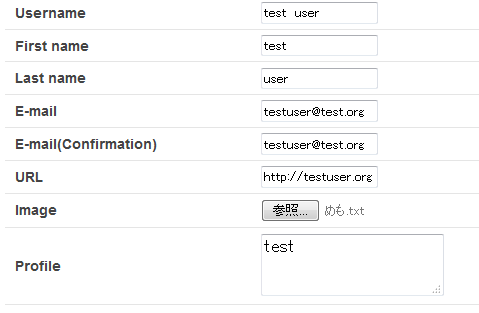 Username test user
First name test
Last name user
E-mail testuser@test.org
E-mail(Confirmation) testuser@test.org
URL http://testuser.org
Image 参照... めも.txt
test
Profile